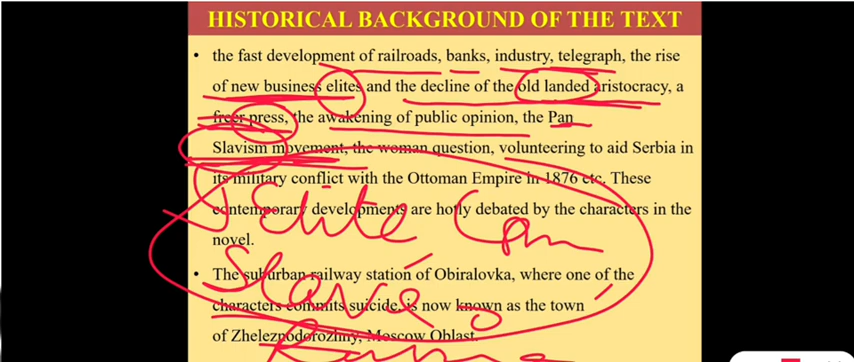 HISTORICAL BACKGROUND OF THE TEXT
• the fast development of railroads, banks, industry, telegraph, the rise
of new business elites and the decline of the old landed aristocracy, a
freer press, the awakening of public opinion, the Pan
Slavism movement, the woman question, volunteering to aid Serbia in
its military conflict with the Ottoman Empire in 1876 etc. These
contemporary developments are hotly debated by the characters in the
novel.
Elite Can
• The suburban railway station of Obiralovka, where one of the
Slavic
characters commits suicide, is now known as the town
of Zheleznodorozhny, Moscow Oblast.